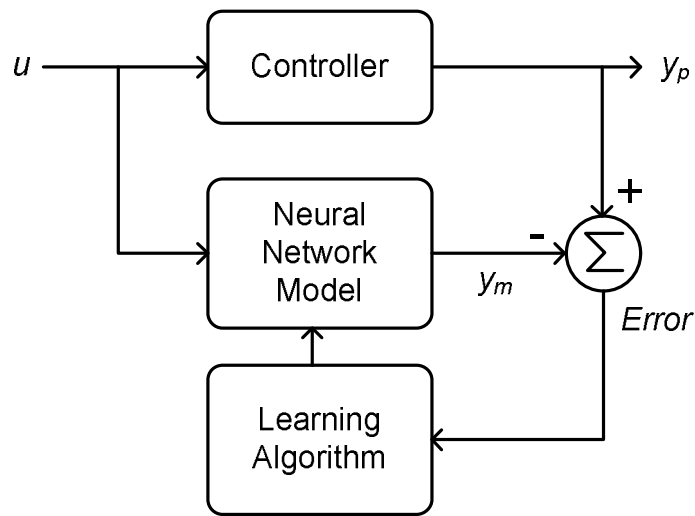 u
Controller
yₚ
+
Neural
Network
Model
-
Σ
yₘ
Error
Learning
Algorithm